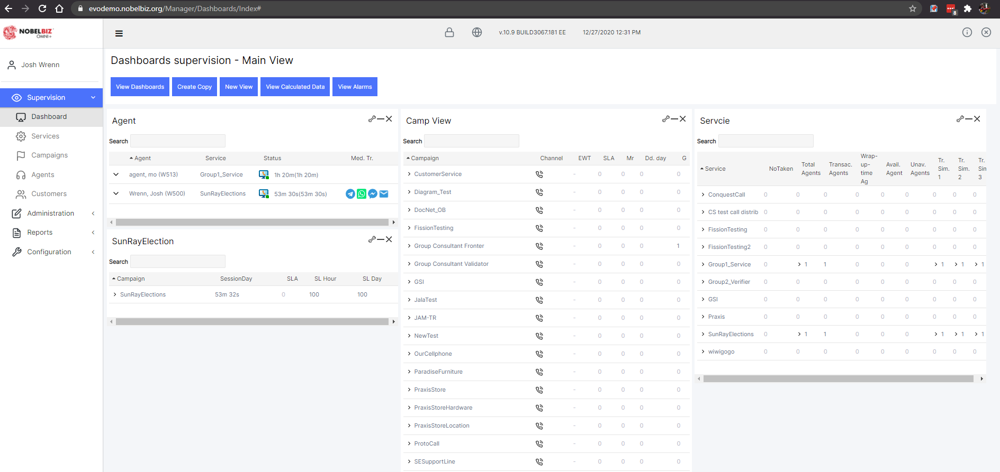 evodemo.nobelbiz.org/Manager/Dashboards/Index#
8
NOBELBIZ
OMNI+
v.10.9 BUILD3067.181 EE 12/27/2020 12:31 PM
Josh Wrenn
Supervision
Dashboard
Services
Campaigns
Agents
Customers
Administration
Reports
Configuration
Dashboards supervision - Main View
View Dashboards Create Copy New View View Calculated Data View Alarms
Agent
Search
Agent Service Status Med. Tr.
agent, mo (W513) Group1_Service 1h 20m(1h 20m)
Wrenn, Josh (W500) SunRayElections 53m 30s(53m 30s)
SunRayElection
Search
Campaign SessionDay SLA SL Hour SL Day
SunRayElections 53m 32s 0 100 100
Camp View
Search
Campaign Channel EWT SLA Mr Dd. day G
CustomerService - 0 0 0 0
Diagram_Test - 0 0 0 0
DocNet_OB - 0 0 0 0
FissionTesting - 0 0 0 0
Group Consultant Fronter - 0 0 0 1
Group Consultant Validator - 0 0 0 0
GSI - 0 0 0 0
JalaTest - 0 0 0 0
JAM-TR - 0 0 0 0
NewTest - 0 0 0 0
OurCellphone - 0 0 0 0
ParadiseFurniture - 0 0 0 0
PraxisStore - 0 0 0 0
PraxisStoreHardware - 0 0 0 0
PraxisStoreLocation - 0 0 0 0
ProtoCall - 0 0 0 0
SESupportLine - 0 0 0 0
Servcie
Search
Service NoTaken Total Agents Transac. Agents Wrap-up-time Ag Avail. Agent Unav. Agents Tr. Sim. 1 Tr. Sim. 2 Tr. Sin 3
ConquestCall 0 0 0 0 0 0 0 0 0
CS test call distrib 0 0 0 0 0 0 0 0 0
FissionTesting 0 0 0 0 0 0 0 0 0
FissionTesting2 0 0 0 0 0 0 0 0 0
Group1_Service 0 1 1 0 0 0 1 1 1
Group2_Verifier 0 0 0 0 0 0 0 0 0
GSI 0 0 0 0 0 0 0 0 0
Praxis 0 0 0 0 0 0 0 0 0
SunRayElections 0 1 1 0 0 0 1 1 1
wiwigogo 0 0 0 0 0 0 0 0 0